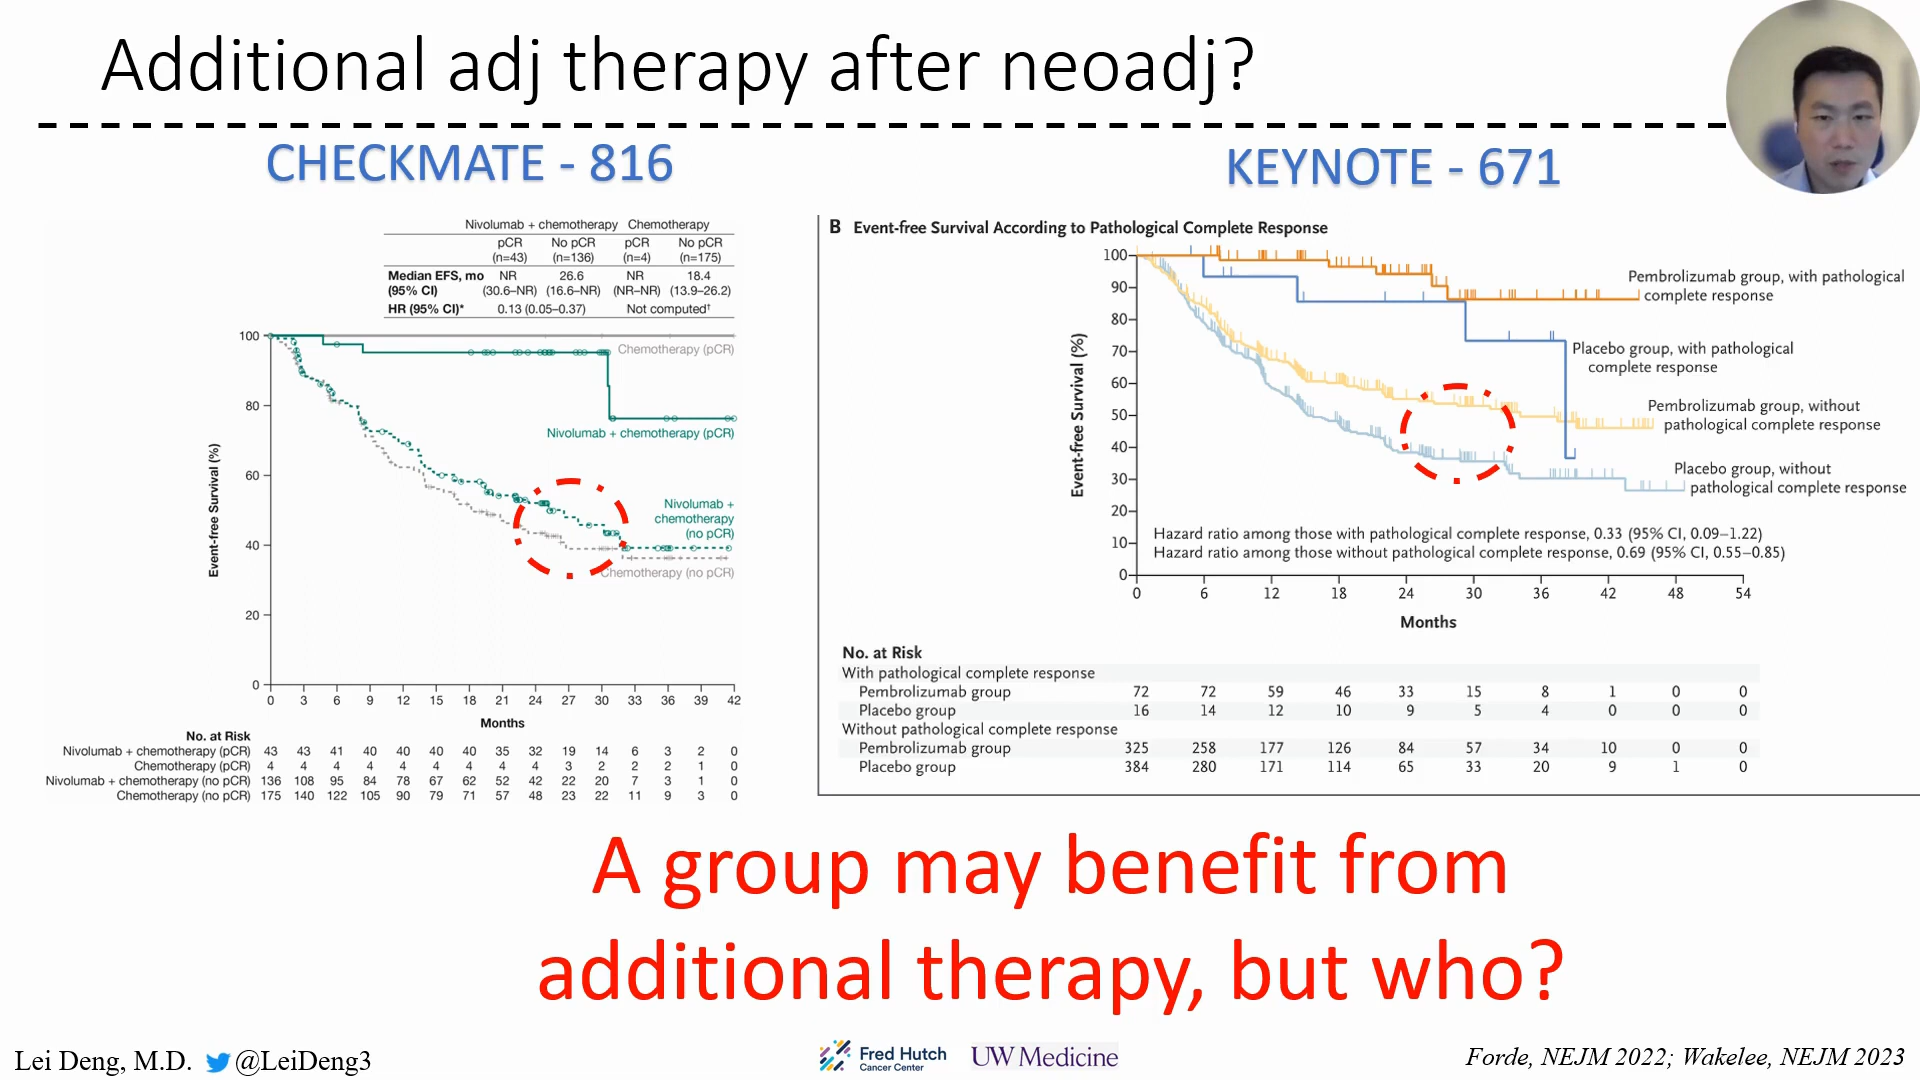 Additional adj therapy after neoadj?
CHECKMATE - 816
Nivolumab + chemotherapy Chemotherapy
pCR No pCR pCR No pCR
(n=43) (n=136) (n=4) (n=175)
Median EFS, mo NR 26.6 NR 18.4
(95% CI) (30.6–NR) (16.6–NR) (NR–NR) (13.9–26.2)
HR (95% CI)* 0.13 (0.05–0.37) Not computed†
Event-free Survival (%)
100
80
60
40
20
0
Chemotherapy (pCR)
Nivolumab + chemotherapy (pCR)
Nivolumab +
chemotherapy
(no pCR)
Chemotherapy (no pCR)
0 3 6 9 12 15 18 21 24 27 30 33 36 39 42
Months
No. at Risk
Nivolumab + chemotherapy (pCR) 43 43 41 40 40 40 40 35 32 19 14 6 3 2 0
Chemotherapy (pCR) 4 4 4 4 4 4 4 4 4 3 2 2 2 1 0
Nivolumab + chemotherapy (no pCR) 136 108 95 84 78 67 62 52 42 22 20 7 3 1 0
Chemotherapy (no pCR) 175 140 122 105 90 79 71 57 48 23 22 11 9 3 0
KEYNOTE - 671
B Event-free Survival According to Pathological Complete Response
Event-free Survival (%)
100
90
80
70
60
50
40
30
20
10
0
Pembrolizumab group, with pathological
complete response
Placebo group, with pathological
complete response
Pembrolizumab group, without
pathological complete response
Placebo group, without
pathological complete response
Hazard ratio among those with pathological complete response, 0.33 (95% CI, 0.09–1.22)
Hazard ratio among those without pathological complete response, 0.69 (95% CI, 0.55–0.85)
0 6 12 18 24 30 36 42 48 54
Months
No. at Risk
With pathological complete response
Pembrolizumab group 72 72 59 46 33 15 8 1 0 0
Placebo group 16 14 12 10 9 5 4 0 0 0
Without pathological complete response
Pembrolizumab group 325 258 177 126 84 57 34 10 0 0
Placebo group 384 280 171 114 65 33 20 9 1 0
A group may benefit from
additional therapy, but who?
Lei Deng, M.D. @LeiDeng3
Fred Hutch
Cancer Center
UW Medicine
Forde, NEJM 2022; Wakelee, NEJM 2023